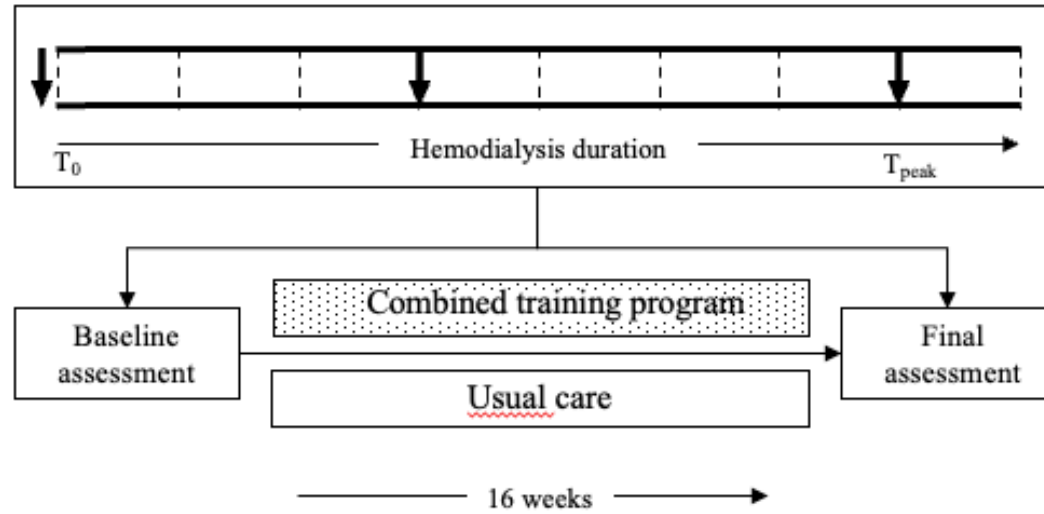 Hemodialysis duration
T₀
Tₚₑₐₖ
Combined training program
Baseline
assessment
Final
assessment
Usual care
16 weeks